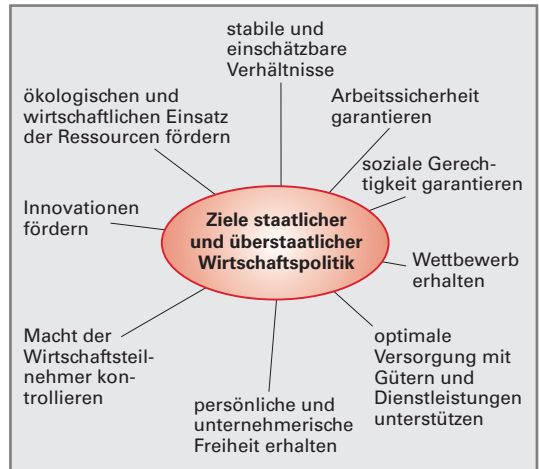 stabile und
einschätzbare
Verhältnisse
ökologischen und
wirtschaftlichen Einsatz
der Ressourcen fördern
Arbeitssicherheit
garantieren
soziale Gerech-
tigkeit garantieren
Innovationen
fördern
Ziele staatlicher
und überstaatlicher
Wirtschaftspolitik
Wettbewerb
erhalten
Macht der
Wirtschaftsteil-
nehmer kon-
trollieren
optimale
Versorgung mit
Gütern und
Dienstleistungen
unterstützen
persönliche und
unternehmerische
Freiheit erhalten